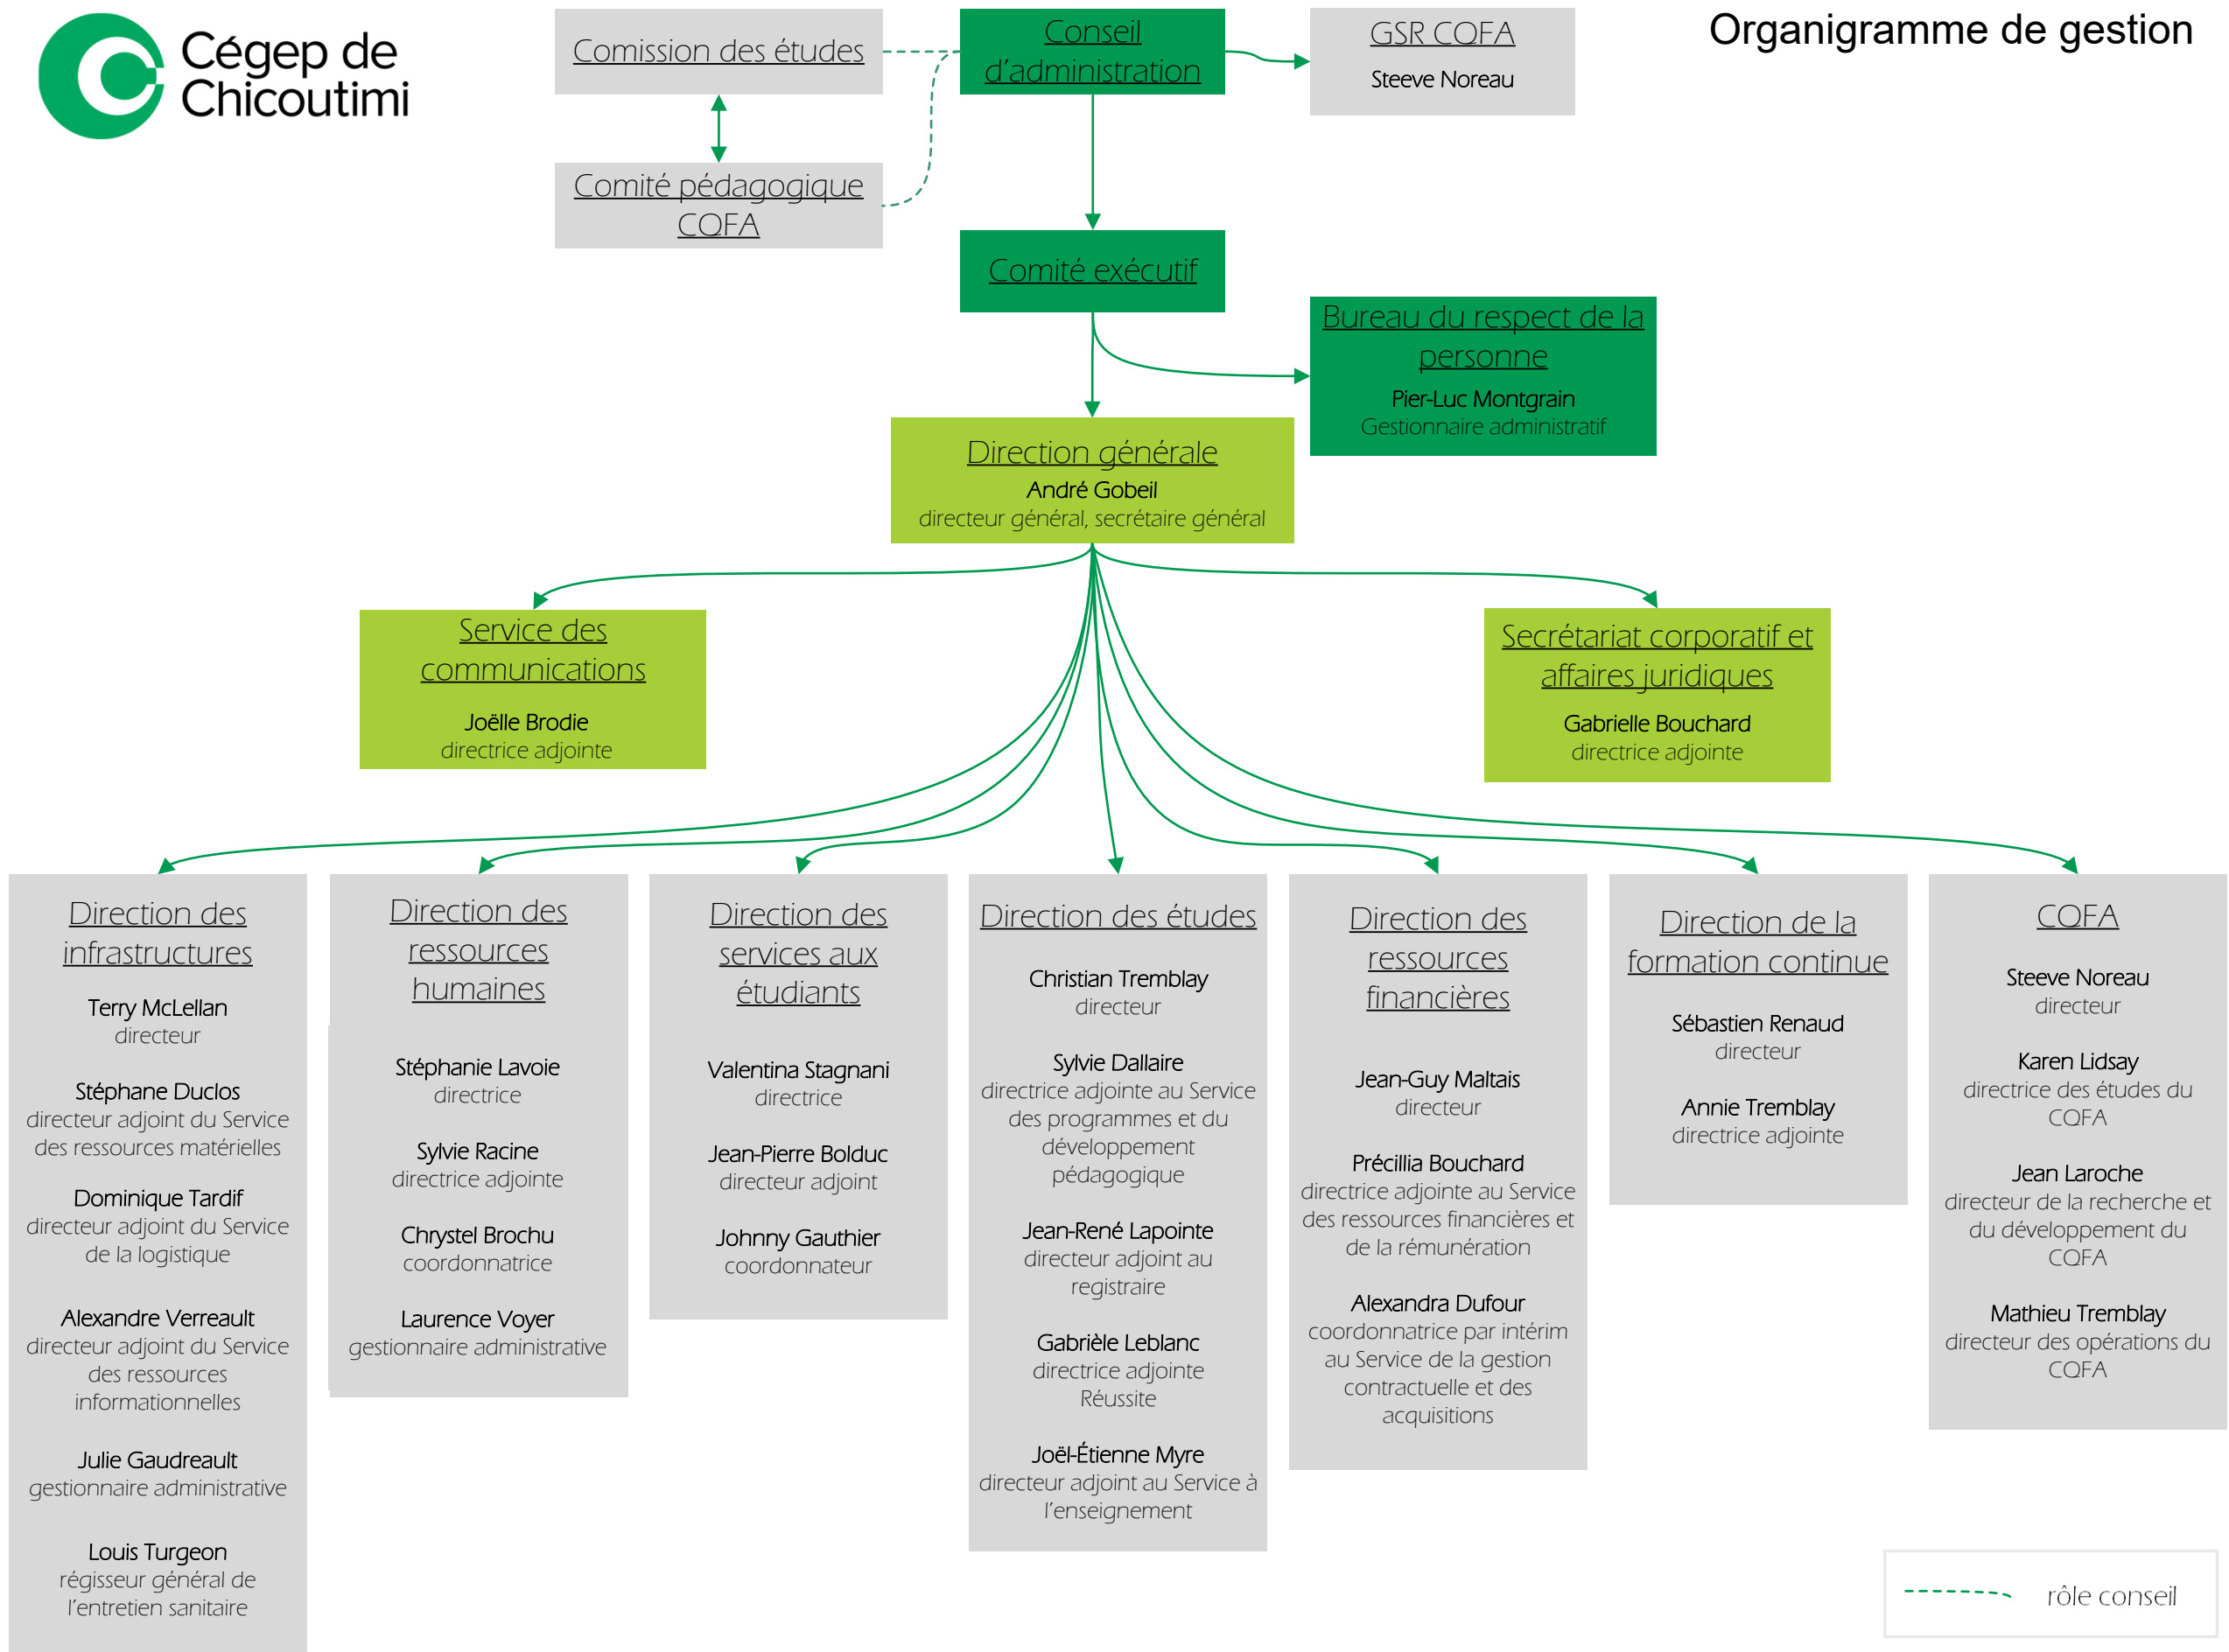 Cégep de
Chicoutimi
Organigramme de gestion
Comission des études
Conseil
d'administration
GSR CQFA
Steeve Noreau
Comité pédagogique
CQFA
Comité exécutif
Bureau du respect de la
personne
Pier-Luc Montgrain
Gestionnaire administratif
Direction générale
André Gobeil
directeur général, secrétaire général
Service des
communications
Joëlle Brodie
directrice adjointe
Secrétariat corporatif et
affaires juridiques
Gabrielle Bouchard
directrice adjointe
Direction des
infrastructures
Terry McLellan
directeur
Stéphane Duclos
directeur adjoint du Service
des ressources matérielles
Dominique Tardif
directeur adjoint du Service
de la logistique
Alexandre Verreault
directeur adjoint du Service
des ressources
informationnelles
Julie Gaudreault
gestionnaire administrative
Louis Turgeon
régisseur général de
l'entretien sanitaire
Direction des
ressources
humaines
Stéphanie Lavoie
directrice
Sylvie Racine
directrice adjointe
Chrystel Brochu
coordonnatrice
Laurence Voyer
gestionnaire administrative
Direction des
services aux
étudiants
Valentina Stagnani
directrice
Jean-Pierre Bolduc
directeur adjoint
Johnny Gauthier
coordonnateur
Direction des études
Christian Tremblay
directeur
Sylvie Dallaire
directrice adjointe au Service
des programmes et du
développement
pédagogique
Jean-René Lapointe
directeur adjoint au
registraire
Gabrièle Leblanc
directrice adjointe
Réussite
Joël-Étienne Myre
directeur adjoint au Service à
l'enseignement
Direction des
ressources
financières
Jean-Guy Maltais
directeur
Précillia Bouchard
directrice adjointe au Service
des ressources financières et
de la rémunération
Alexandra Dufour
coordonnatrice par intérim
au Service de la gestion
contractuelle et des
acquisitions
Direction de la
formation continue
Sébastien Renaud
directeur
Annie Tremblay
directrice adjointe
CQFA
Steeve Noreau
directeur
Karen Lidsay
directrice des études du
CQFA
Jean Laroche
directeur de la recherche et
du développement du
CQFA
Mathieu Tremblay
directeur des opérations du
CQFA
rôle conseil